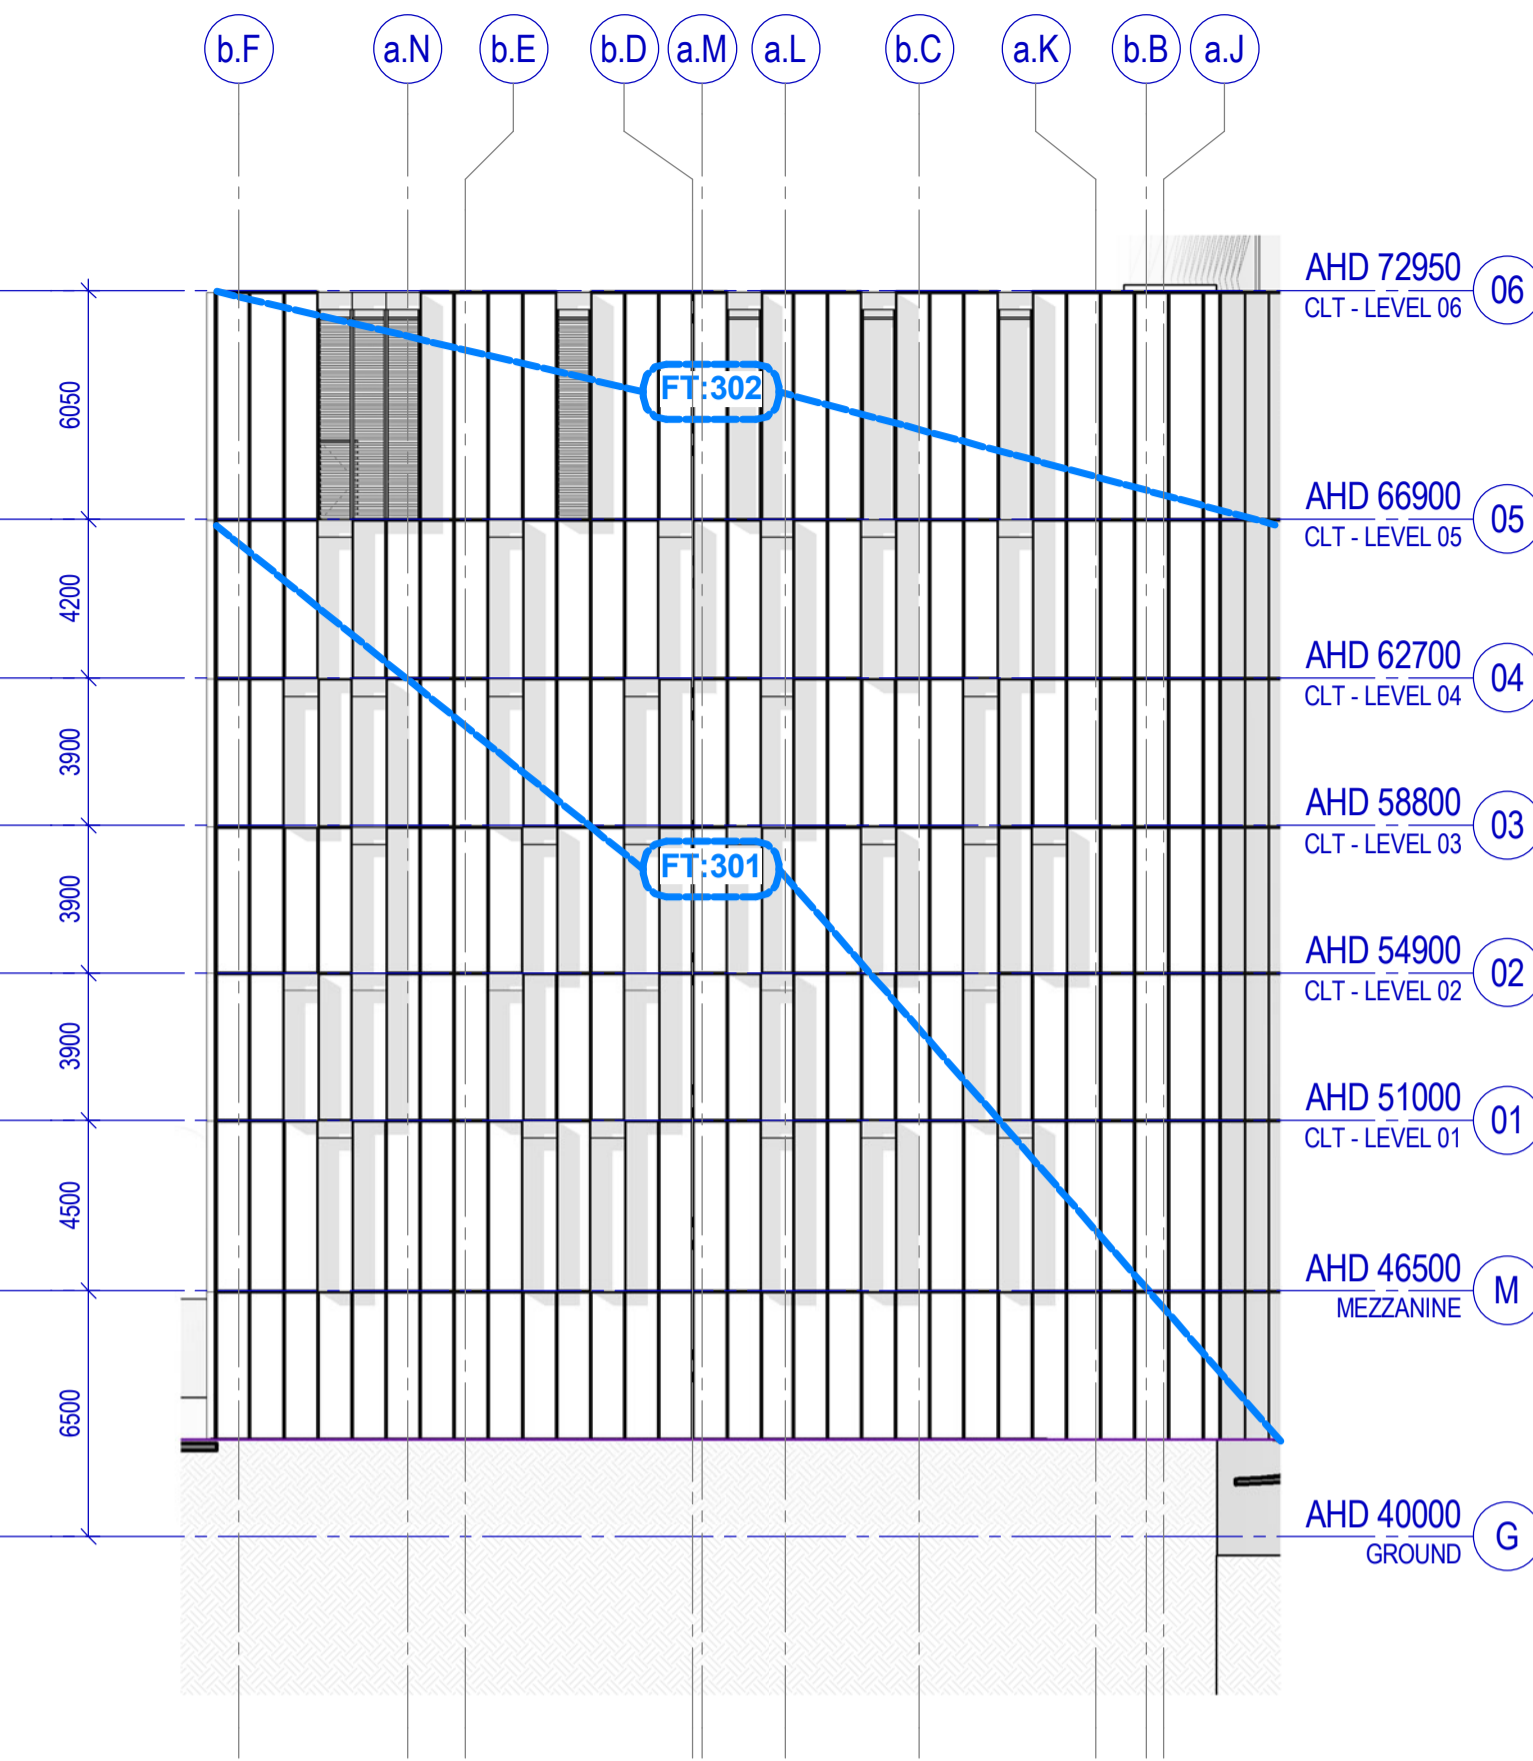 b.F
a.N
b.E
b.D
a.M
a.L
b.C
a.K
b.B
a.J
AHD 72950
CLT - LEVEL 06
06
6050
FT:302
AHD 66900
CLT - LEVEL 05
05
4200
AHD 62700
CLT - LEVEL 04
04
3900
AHD 58800
CLT - LEVEL 03
03
3900
FT:301
AHD 54900
CLT - LEVEL 02
02
3900
AHD 51000
CLT - LEVEL 01
01
4500
AHD 46500
MEZZANINE
M
6500
AHD 40000
GROUND
G